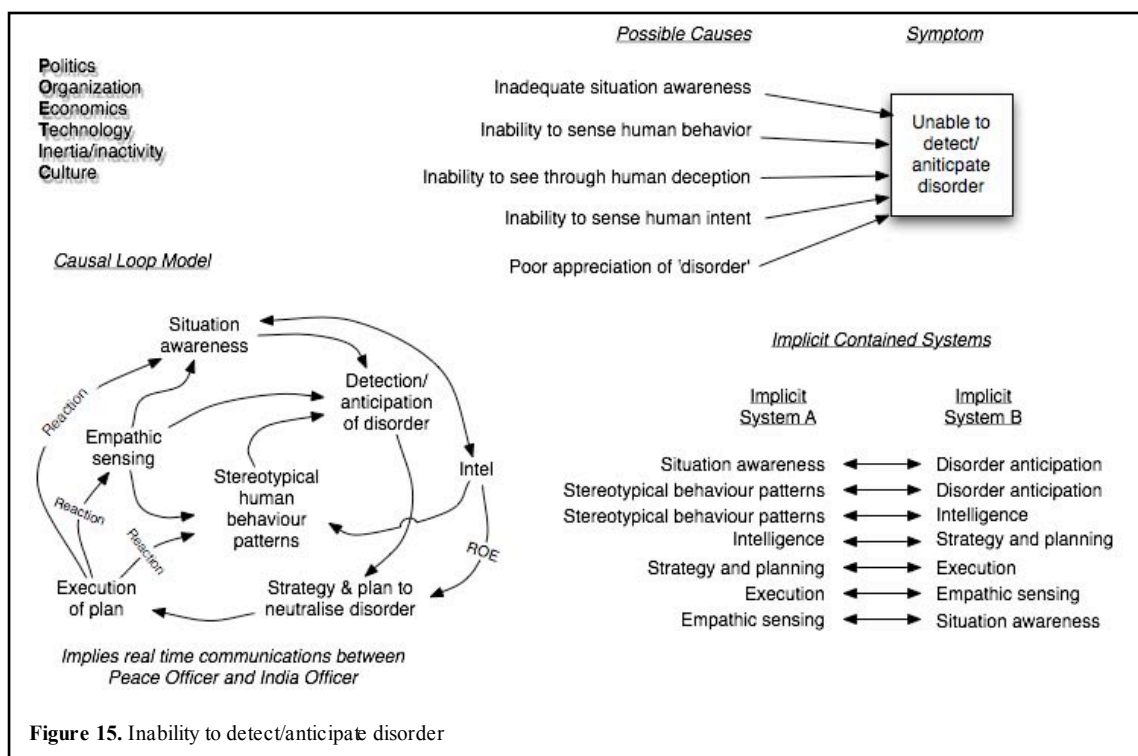 Politics
Organization
Economics
Technology
Inertia/inactivity
Culture
Possible Causes
Symptom
Inadequate situation awareness
Inability to sense human behavior
Inability to see through human deception
Inability to sense human intent
Poor appreciation of 'disorder'
Unable to
detect/
aniticpate
disorder
Causal Loop Model
Situation
awareness
Detection/
anticipation
of disorder
Empathic
sensing
Stereotypical
human
behaviour
patterns
Intel
Reaction
Reaction
Reaction
ROE
Execution
of plan
Strategy & plan to
neutralise disorder
Implies real time communications between
Peace Officer and India Officer
Implicit Contained Systems
Implicit
System A
Implicit
System B
Situation awareness Disorder anticipation
Stereotypical behaviour patterns Disorder anticipation
Stereotypical behaviour patterns Intelligence
Intelligence Strategy and planning
Strategy and planning Execution
Execution Empathic sensing
Empathic sensing Situation awareness
Figure 15. Inability to detect/anticipate disorder